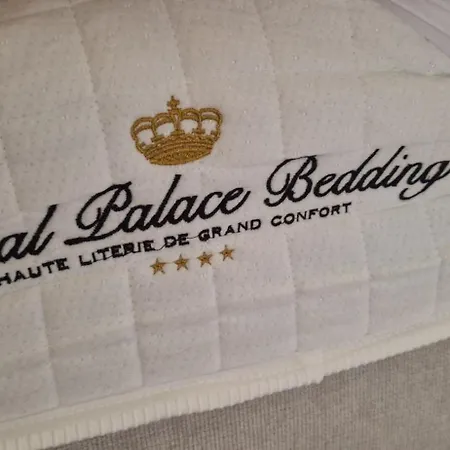 al Palace Bedding
HAUTE LITERIE DE GRAND CONFORT